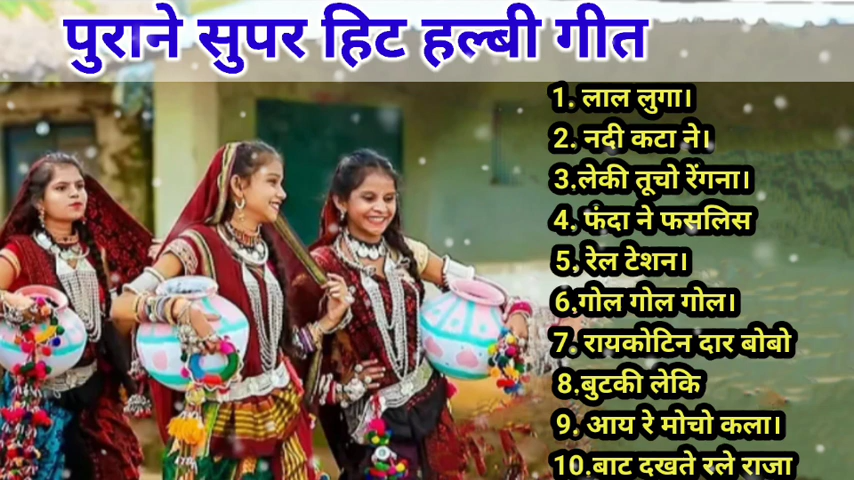 पुराने सुपर हिट हल्बी गीत
1. लाल लुगा।
2. नदी कटा ने।
3.लेकी तूचो रेंगना।
4. फंदा ने फसलिस
5. रेल टेशन।
6.गोल गोल गोल।
7. रायकोटिन दार बोबो
8.बुटकी लेकि
9. आय रे मोचो कला।
10.बाट दखते रले राजा